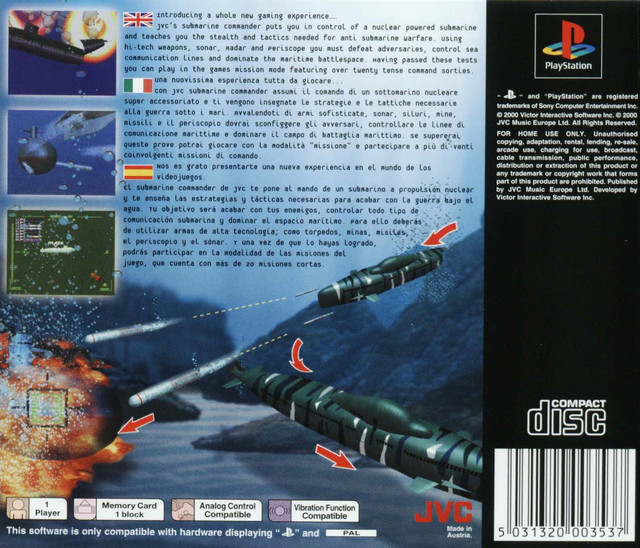 introducing a whole new gaming experience...
jvc's submarine commander puts you in control of a nuclear powered submarine
and teaches you the stealth and tactics needed for anti submarine warfare. using
hi-tech weapons, sonar, radar and periscope you must defeat adversaries, control sea
communication lines and dominate the maritime battlespace. Having passed these tests
you can play in the games mission mode featuring over twenty tense command sorties.
una nuovissima esperienza tutta da giocare...
con jvc submarine commander assumi il comando di un sottomarino nucleare
super accessoriato e ti vengono insegnate le strategie e le tattiche necessarie
alla guerra sotto i mari. avvalendoti di armi sofisticate, sonar, siluri, mine,
missili e il periscopio dovrai sconfiggere gli avversari, controllare le linee di
comunicazione marittime e dominare il campo di battaglia marittimo. se supererai
queste prove potrai giocare con la modalità "missione" e partecipare a più di venti
coinvolgenti missioni di comando.
nos es grato presentarte una nueva experiencia en el mundo de los
videojuegos.
el submarine commander de jvc te pone al mando de un submarino a propulsión nuclear
y te enseña las estrategias y tácticas necesarias para acabar con la guerra bajo el
agua. Tu objetivo será acabar con tus enemigos, controlar todo tipo de
comunicación submarina y dominar el espacio marítimo. para ello deberás
de utilizar armas de alta tecnología; como torpedos, minas, misiles,
el periscopio y el sónar. Y una vez de que lo hayas logrado,
podrás participar en la modalidad de las misiones del
juego, que cuenta con más de 20 misiones cortas.
PlayStation
" " and "PlayStation" are registered
trademarks of Sony Computer Entertainment Inc.
© 2000 Victor Interactive Software Inc. © 2000
JVC Music Europe Ltd. All Rights Reserved.
FOR HOME USE ONLY. Unauthorised
copying, adaptation, rental, lending, re-sale,
arcade use, charging for use, broadcast,
cable transmission, public performance,
distribution or extraction of this product or
any trademark or copyright work that forms
part of this product are prohibited. Published
by JVC Music Europe Ltd. Developed by
Victor Interactive Software Inc.
COMPACT
disc
1
Player
Memory Card
1 block
Analog Control
Compatible
Vibration Function
Compatible
JVC
Made in
Austria.
This software is only compatible with hardware displaying " " and PAL
5 031320 003537